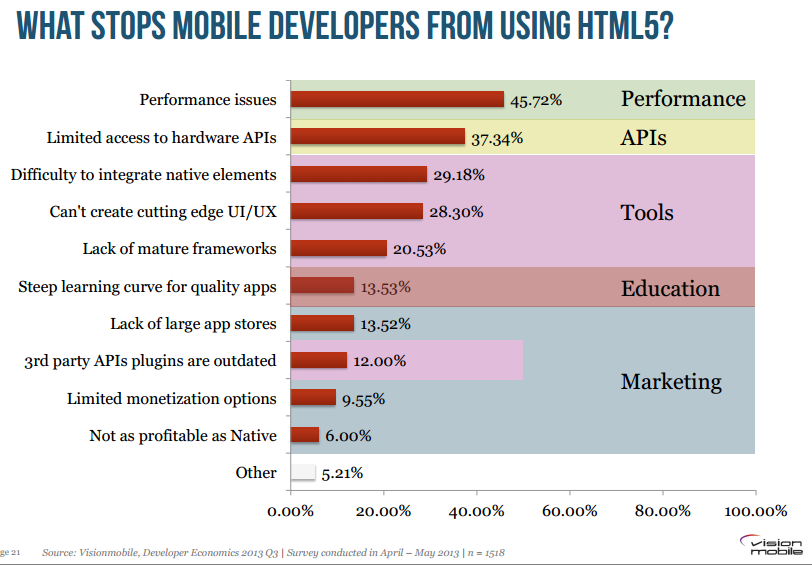 WHAT STOPS MOBILE DEVELOPERS FROM USING HTML5?
Performance issues 45.72% Performance
Limited access to hardware APIs 37.34% APIs
Difficulty to integrate native elements 29.18%
Can't create cutting edge UI/UX 28.30% Tools
Lack of mature frameworks 20.53%
Steep learning curve for quality apps 13.53% Education
Lack of large app stores 13.52%
3rd party APIs plugins are outdated 12.00%
Marketing
Limited monetization options 9.55%
Not as profitable as Native 6.00%
Other 5.21%
0.00% 20.00% 40.00% 60.00% 80.00% 100.00%
ge 21 Source: Visionmobile, Developer Economics 2013 Q3 | Survey conducted in April – May 2013 | n = 1518
vision
mobile